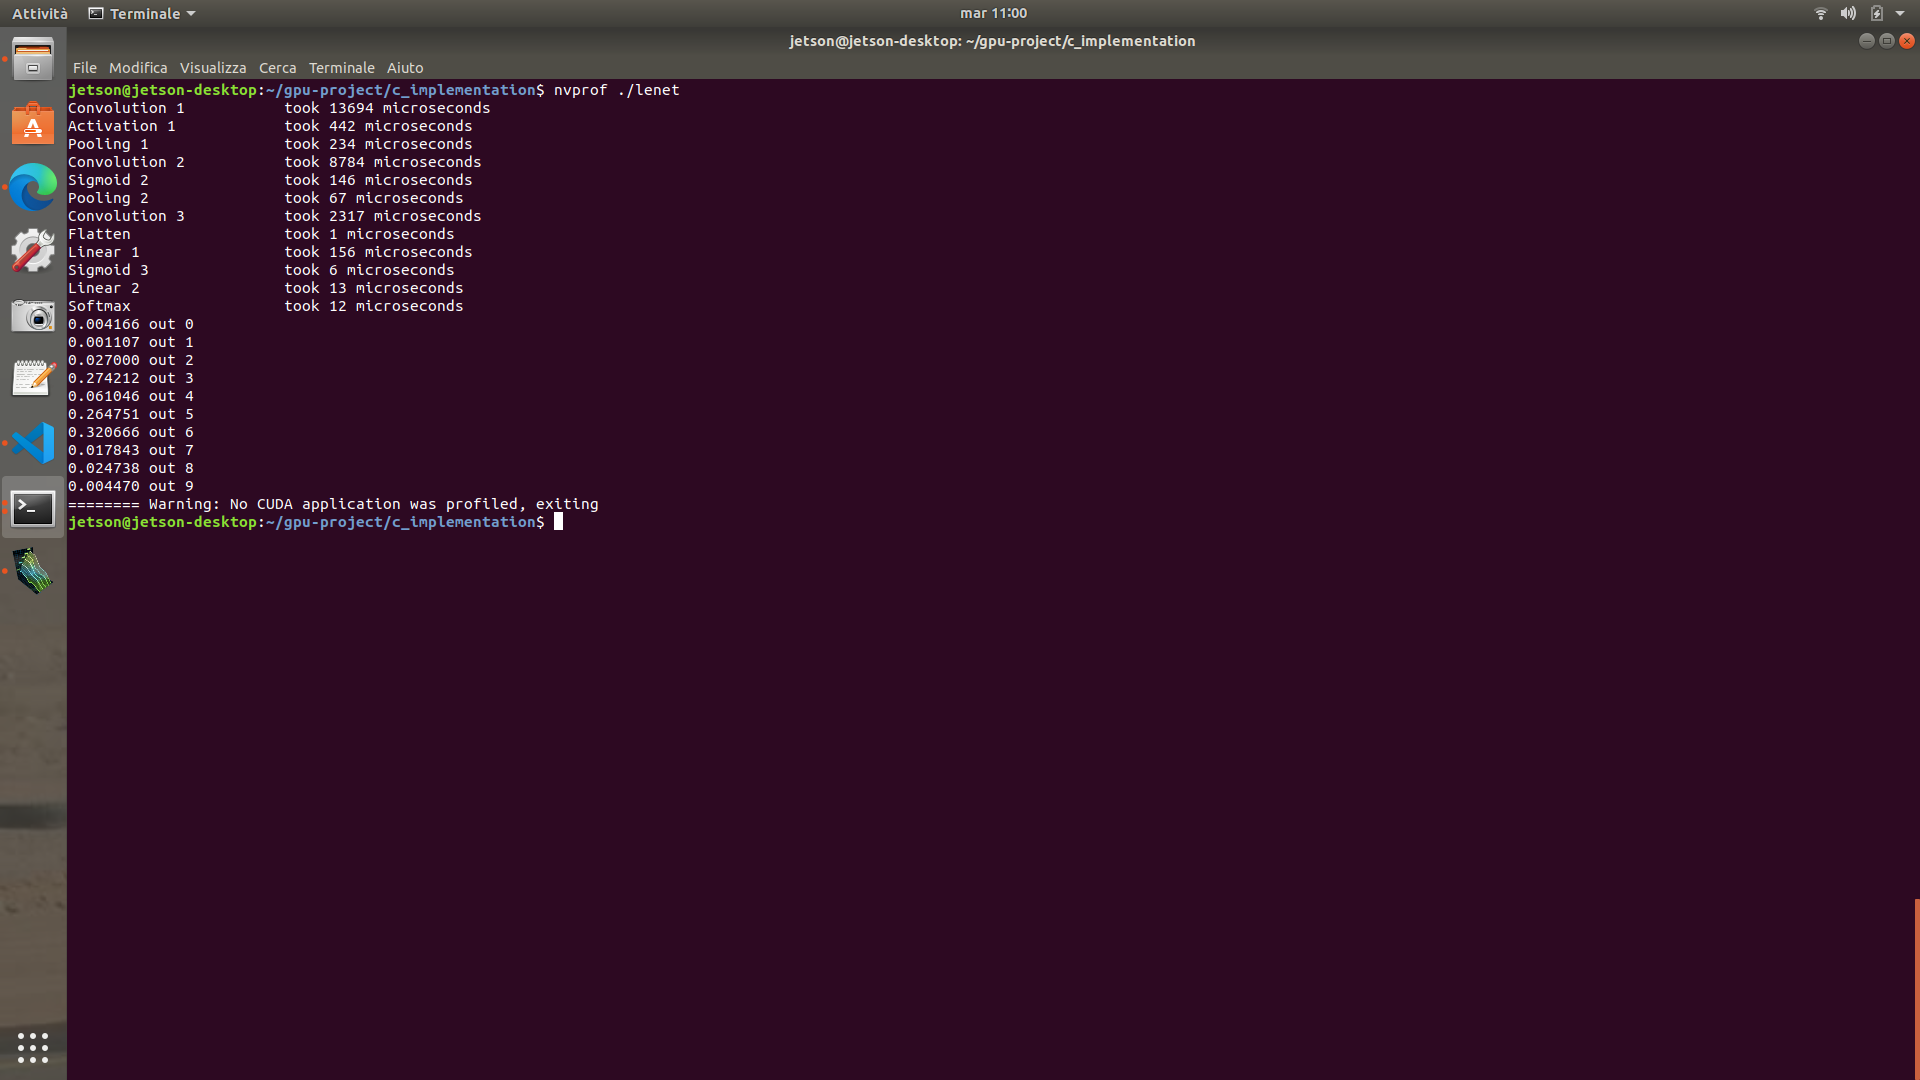 Attività
Terminale
mar 11:00
jetson@jetson-desktop: ~/gpu-project/c_implementation
File Modifica Visualizza Cerca Terminale Aiuto
jetson@jetson-desktop:~/gpu-project/c_implementation$ nvprof ./lenet
Convolution 1 took 13694 microseconds
Activation 1 took 442 microseconds
Pooling 1 took 234 microseconds
Convolution 2 took 8784 microseconds
Sigmoid 2 took 146 microseconds
Pooling 2 took 67 microseconds
Convolution 3 took 2317 microseconds
Flatten took 1 microseconds
Linear 1 took 156 microseconds
Sigmoid 3 took 6 microseconds
Linear 2 took 13 microseconds
Softmax took 12 microseconds
0.004166 out 0
0.001107 out 1
0.027000 out 2
0.274212 out 3
0.061046 out 4
0.264751 out 5
0.320666 out 6
0.017843 out 7
0.024738 out 8
0.004470 out 9
======== Warning: No CUDA application was profiled, exiting
jetson@jetson-desktop:~/gpu-project/c_implementation$